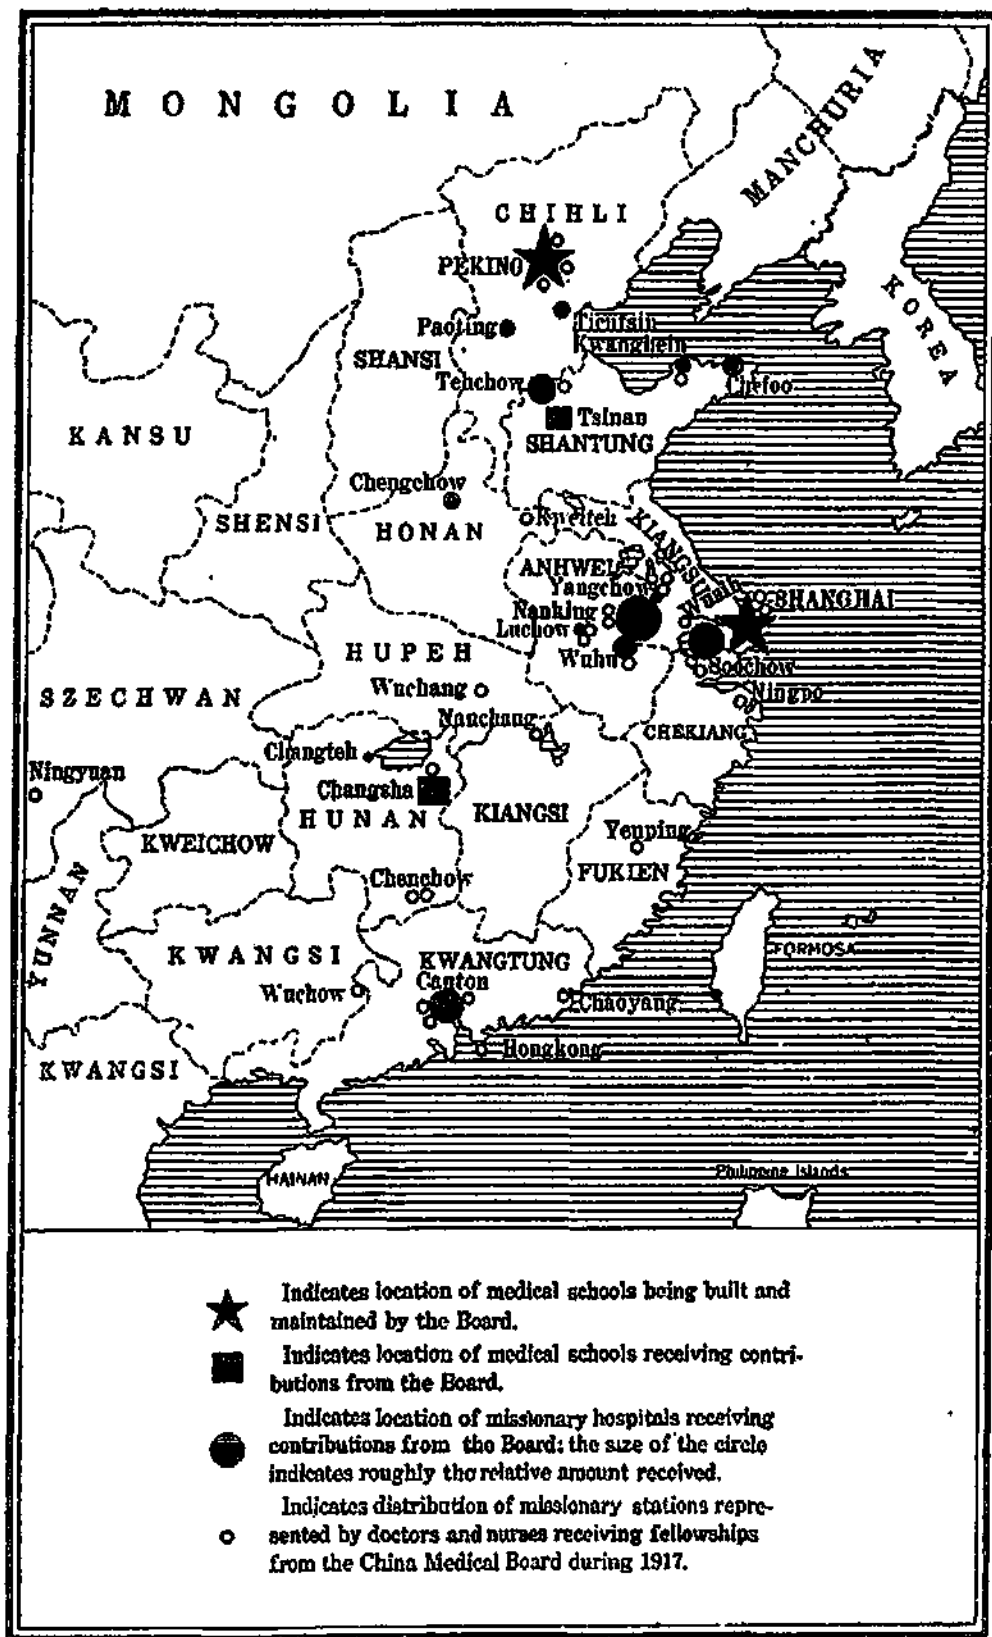 MONGOLIA
MANCHURIA
CHIHLI
PEKINO
KOREA
Paoting
SHANSI
Tehchow
Chefoo
KANSU
Tsinan
SHANTUNG
Chengchow
SHENSI
HONAN
Kweiteh
KIANGSU
ANHWEI
Yangchow
Wusih
SHANGHAI
Nanking
Luchow
HUPEH
Wuhu
Soochow
SZECHWAN
Wuchang
Ningpo
Nanchang
CHEKIANG
Changteh
Ningyuan
Changsha
HUNAN
KIANGSI
Yenping
KWEICHOW
FUKIEN
Chenchow
YUNNAN
KWANGSI
KWANGTUNG
FORMOSA
Canton
Wuchow
Chaoyang
Hongkong
KWANGSI
HAINAN
Philippine Islands
Indicates location of medical schools being built and
maintained by the Board.
Indicates location of medical schools receiving contri-
butions from the Board.
Indicates location of missionary hospitals receiving
contributions from the Board; the size of the circle
indicates roughly the relative amount received.
Indicates distribution of missionary stations repre-
sented by doctors and nurses receiving fellowships
from the China Medical Board during 1917.